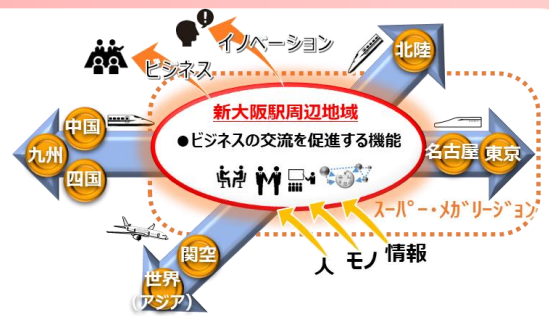 イノベーション
ビジネス
北陸
新大阪駅周辺地域
●ビジネスの交流を促進する機能
中国
九州
四国
名古屋
東京
スーパー・メガリージョン
関空
世界
(アジア)
人
モノ
情報